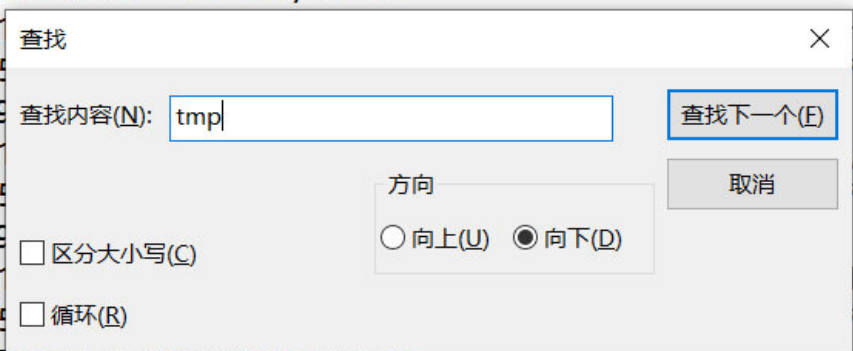 查找
查找内容(N): tmp 查找下一个(F)
方向 取消
向上(U) 向下(D)
区分大小写(C)
循环(R)